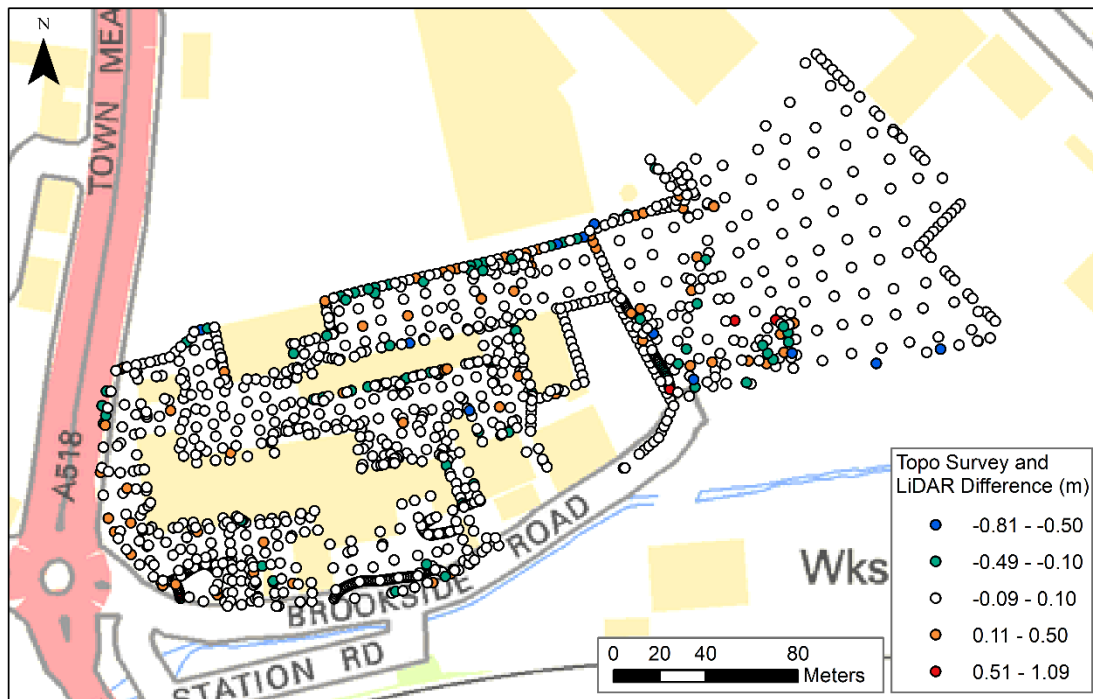 N
TOWN MEA
A518
BROOKSIDE ROAD
STATION RD
Wks
Topo Survey and
LiDAR Difference (m)
-0.81 - -0.50
-0.49 - -0.10
-0.09 - 0.10
0.11 - 0.50
0.51 - 1.09
0 20 40 80
Meters